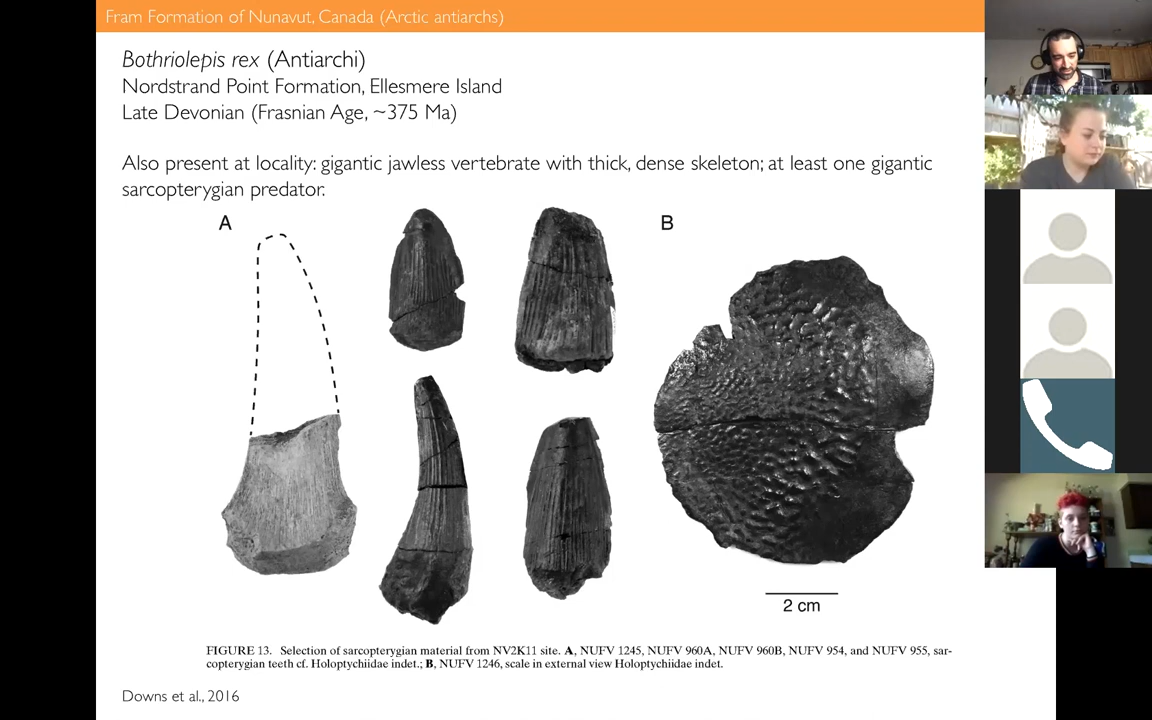 Fram Formation of Nunavut, Canada (Arctic antiarchs)
Bothriolepis rex (Antiarchi)
Nordstrand Point Formation, Ellesmere Island
Late Devonian (Frasnian Age, ~375 Ma)
Also present at locality: gigantic jawless vertebrate with thick, dense skeleton; at least one gigantic
sarcopterygian predator.
A
B
2 cm
FIGURE 13. Selection of sarcopterygian material from NV2K11 site. A, NUFV 1245, NUFV 960A, NUFV 960B, NUFV 954, and NUFV 955, sar-
copterygian teeth cf. Holoptychiidae indet.; B, NUFV 1246, scale in external view Holoptychiidae indet.
Downs et al., 2016